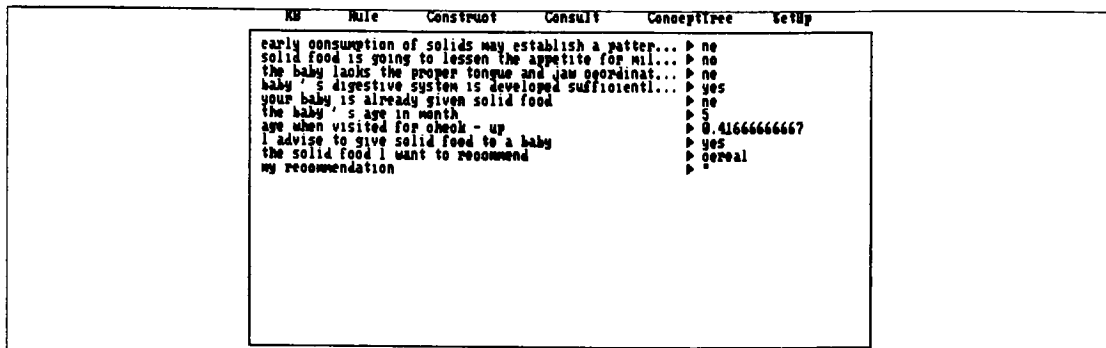 KB Rule Construct Consult ConceptTree SetUp
early consumption of solids may establish a patter... ▶ no
solid food is going to lessen the appetite for mil... ▶ no
the baby lacks the proper tongue and jaw coordinat... ▶ no
baby ' s digestive system is developed sufficientl... ▶ yes
your baby is already given solid food ▶ no
the baby ' s age in month ▶ 5
age when visited for check - up ▶ 0.41666666667
I advise to give solid food to a baby ▶ yes
the solid food I want to recommend ▶ cereal
my recommendation ▶ "